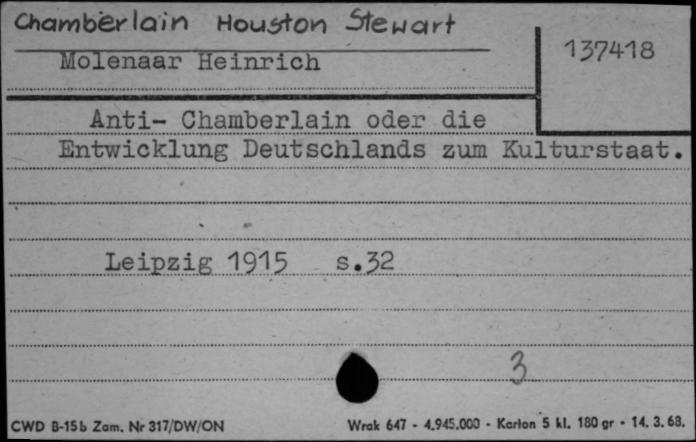 Chamberlain Houston Stewart
137418
Molenaar Heinrich
Anti- Chamberlain oder die
Entwicklung Deutschlands zum Kulturstaat.
Leipzig 1915 s.32
3
CWD B-15b Zam. Nr 317/DW/ON Wrak 647 - 4.945.000 - Karton 5 kl. 180 gr - 14. 3. 68.